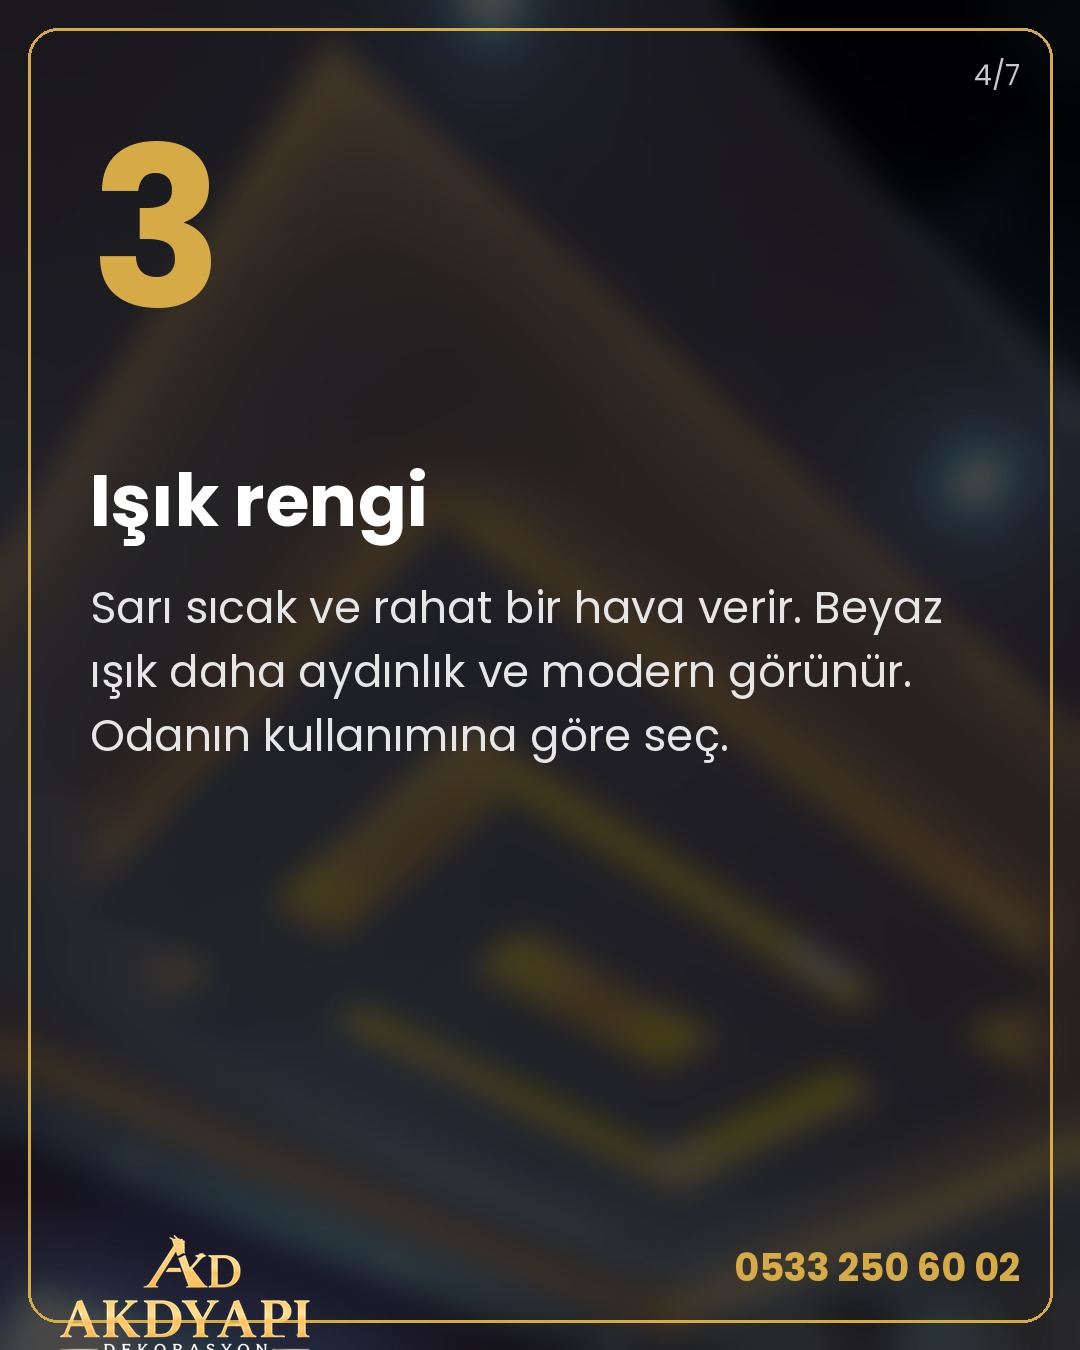 4/7
3
Işık rengi
Sarı sıcak ve rahat bir hava verir. Beyaz
ışık daha aydınlık ve modern görünür.
Odanın kullanımına göre seç.
0533 250 60 02
AKD
AKDYAPI
DEKORASYON